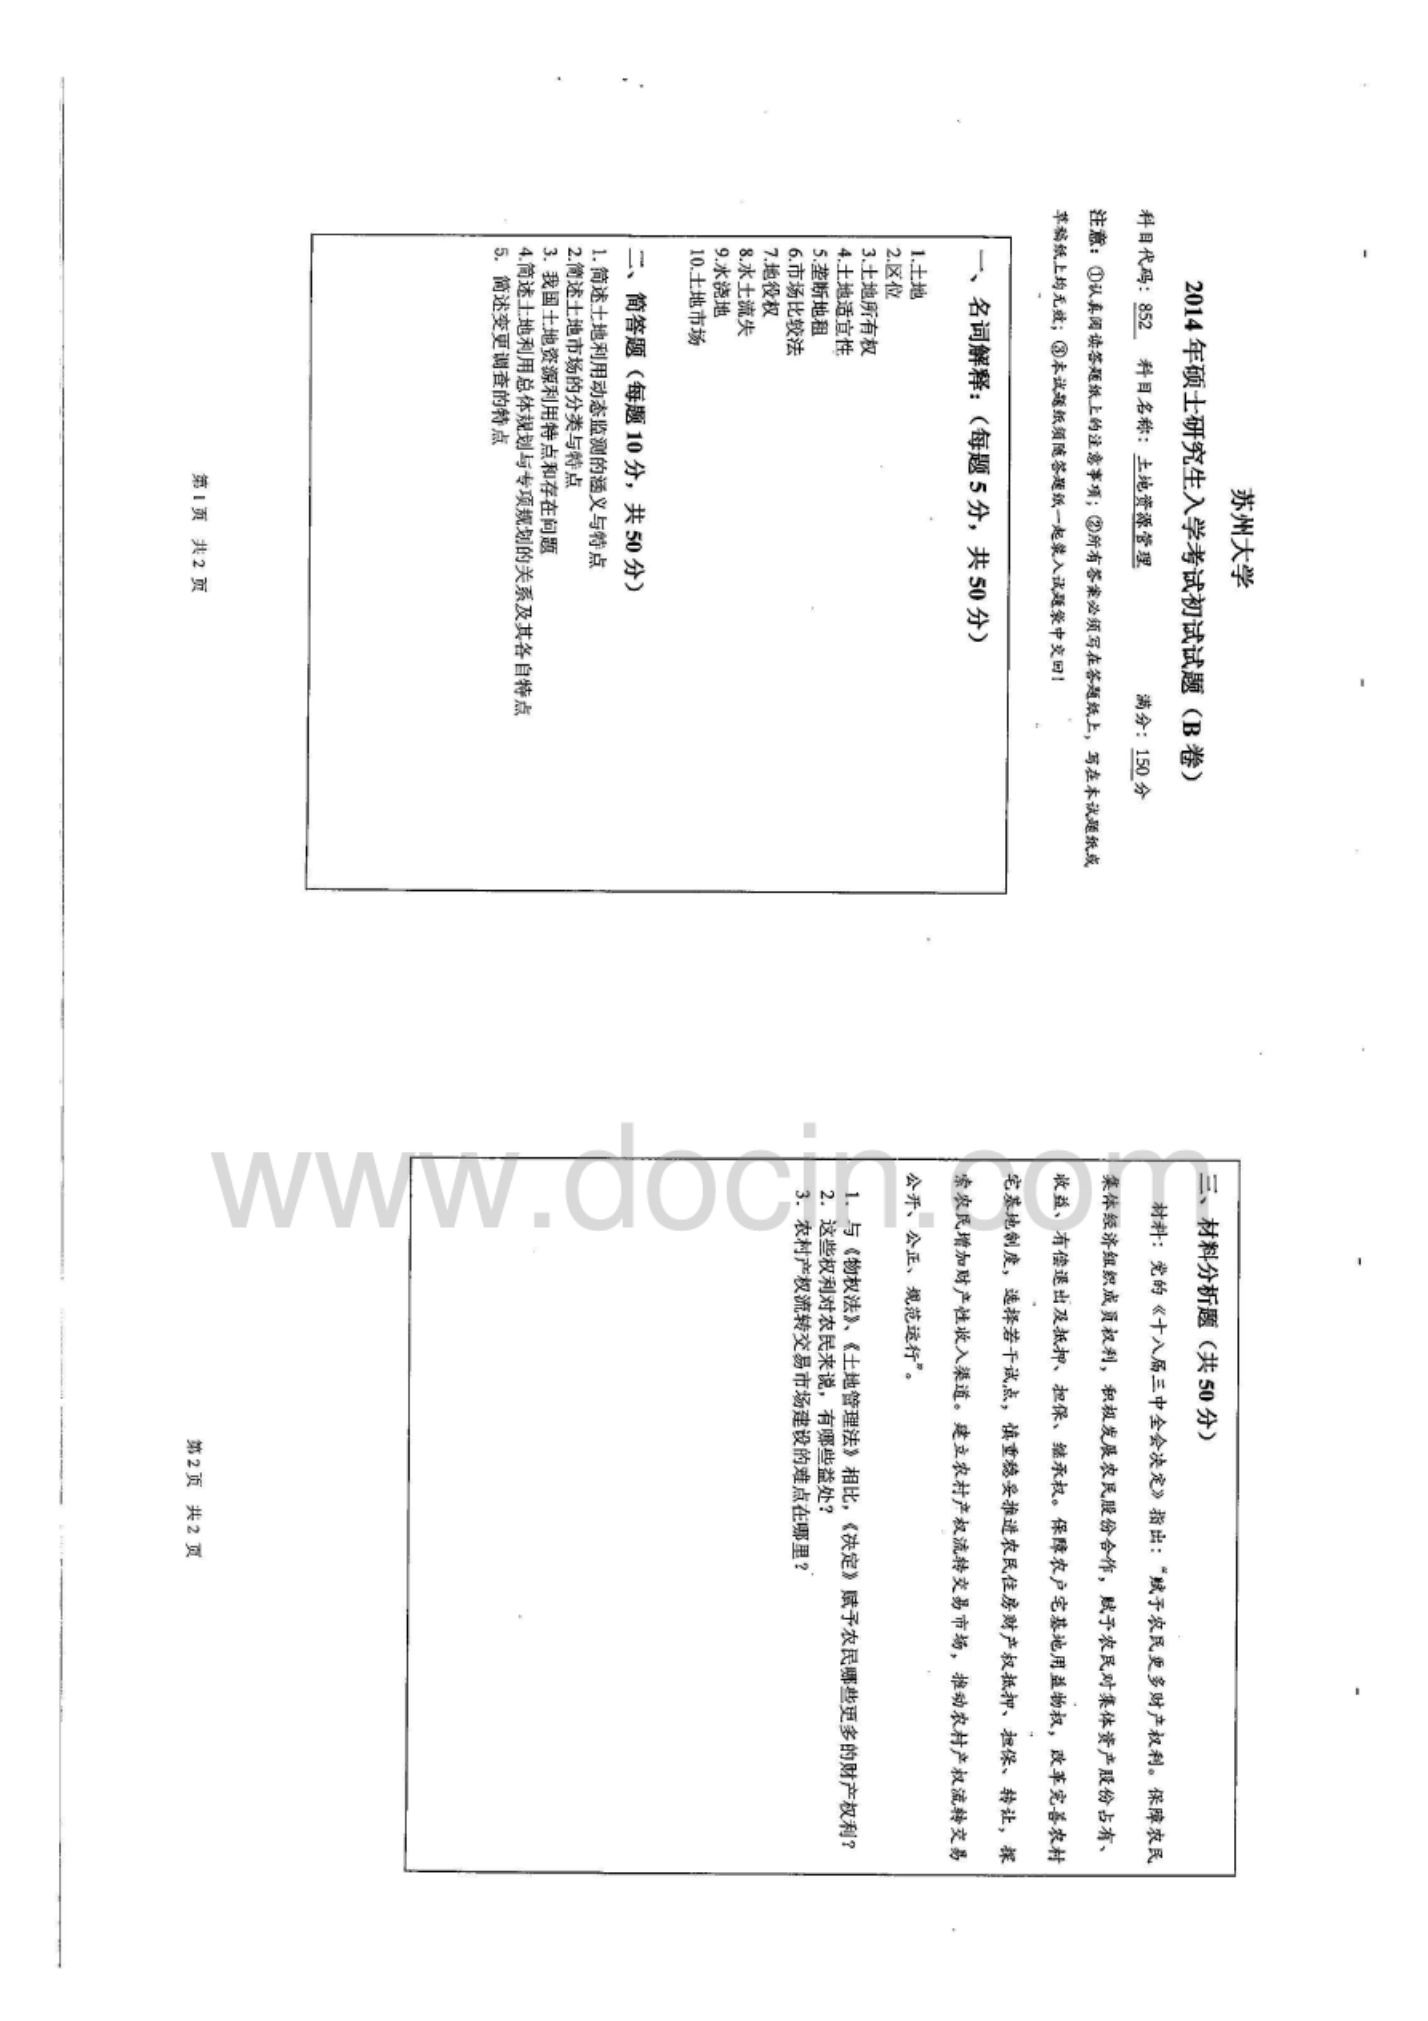 苏州大学
2014 年硕士研究生入学考试初试试题（B 卷）
科目代码：852 科目名称：土地资源管理 满分：150 分
注意：①认真阅读答题纸上的注意事项；②所有答案必须写在答题纸上，写在本试题纸或
草稿纸上均无效；③本试题纸须随答题纸一起装入试题袋中交回！
一、名词解释：（每题 5 分，共 50 分）
1.土地
2.区位
3.土地所有权
4.土地适宜性
5.垄断地租
6.市场比较法
7.地役权
8.水土流失
9.水浇地
10.土地市场
二、简答题（每题 10 分，共 50 分）
1. 简述土地利用动态监测的涵义与特点
2.简述土地市场的分类与特点
3. 我国土地资源利用特点和存在问题
4.简述土地利用总体规划与专项规划的关系及其各自特点
5. 简述变更调查的特点
第 1 页 共 2 页
三、材料分析题（共 50 分）
材料：党的《十八届三中全会决定》指出：“赋予农民更多财产权利。保障农民
集体经济组织成员权利，积极发展农民股份合作，赋予农民对集体资产股份占有、
收益、有偿退出及抵押、担保、继承权。保障农户宅基地用益物权，改革完善农村
宅基地制度，选择若干试点，慎重稳妥推进农民住房财产权抵押、担保、转让，探
索农民增加财产性收入渠道。建立农村产权流转交易市场，推动农村产权流转交易
公开、公正、规范运行”。
1. 与《物权法》、《土地管理法》相比，《决定》赋予农民哪些更多的财产权利？
2. 这些权利对农民来说，有哪些益处？
3. 农村产权流转交易市场建设的难点在哪里？
第 2 页 共 2 页
www.docin.com